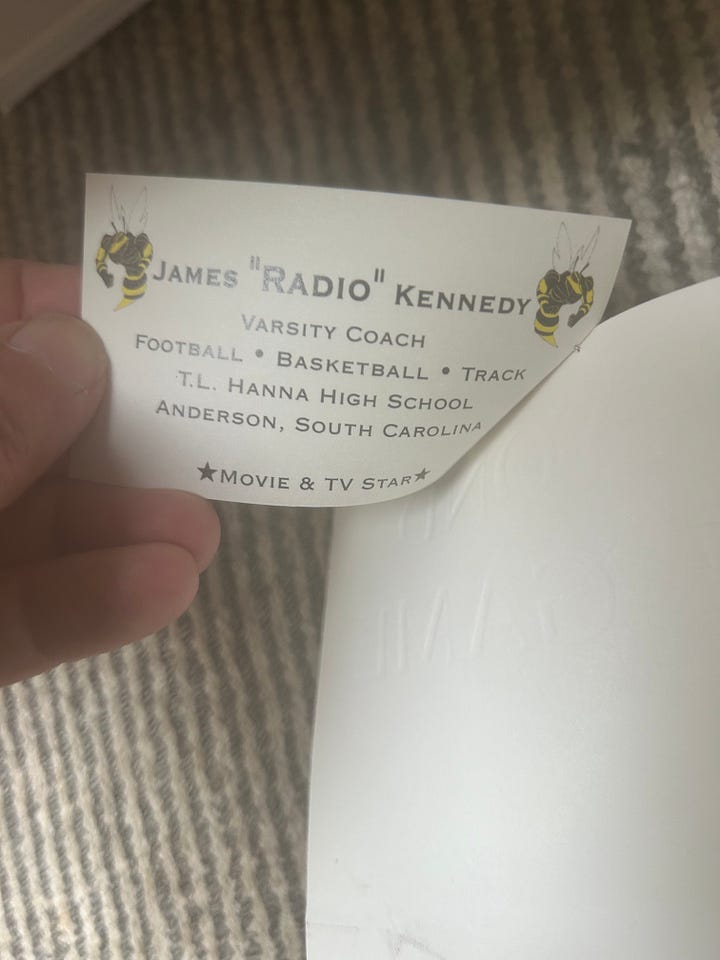 James "Radio" Kennedy
Varsity Coach
Football • Basketball • Track
T.L. Hanna High School
Anderson, South Carolina
★Movie & TV Star★